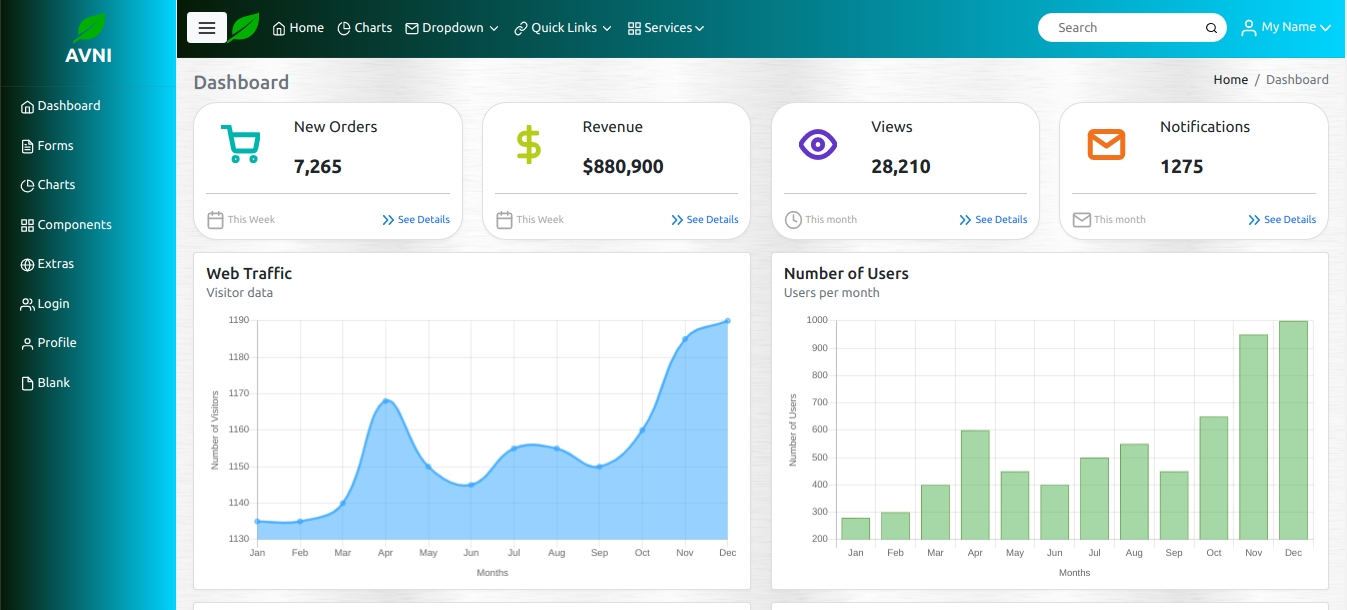 AVNI
Dashboard
Forms
Charts
Components
Extras
Login
Profile
Blank
Home Charts Dropdown Quick Links Services Search My Name
Dashboard
Home / Dashboard
New Orders
7,265
This Week See Details
Revenue
$880,900
This Week See Details
Views
28,210
This month See Details
Notifications
1275
This month See Details
Web Traffic
Visitor data
Number of Visitors
1190
1180
1170
1160
1150
1140
1130
Jan Feb Mar Apr May Jun Jul Aug Sep Oct Nov Dec
Months
Number of Users
Users per month
Number of Users
1000
900
800
700
600
500
400
300
200
Jan Feb Mar Apr May Jun Jul Aug Sep Oct Nov Dec
Months